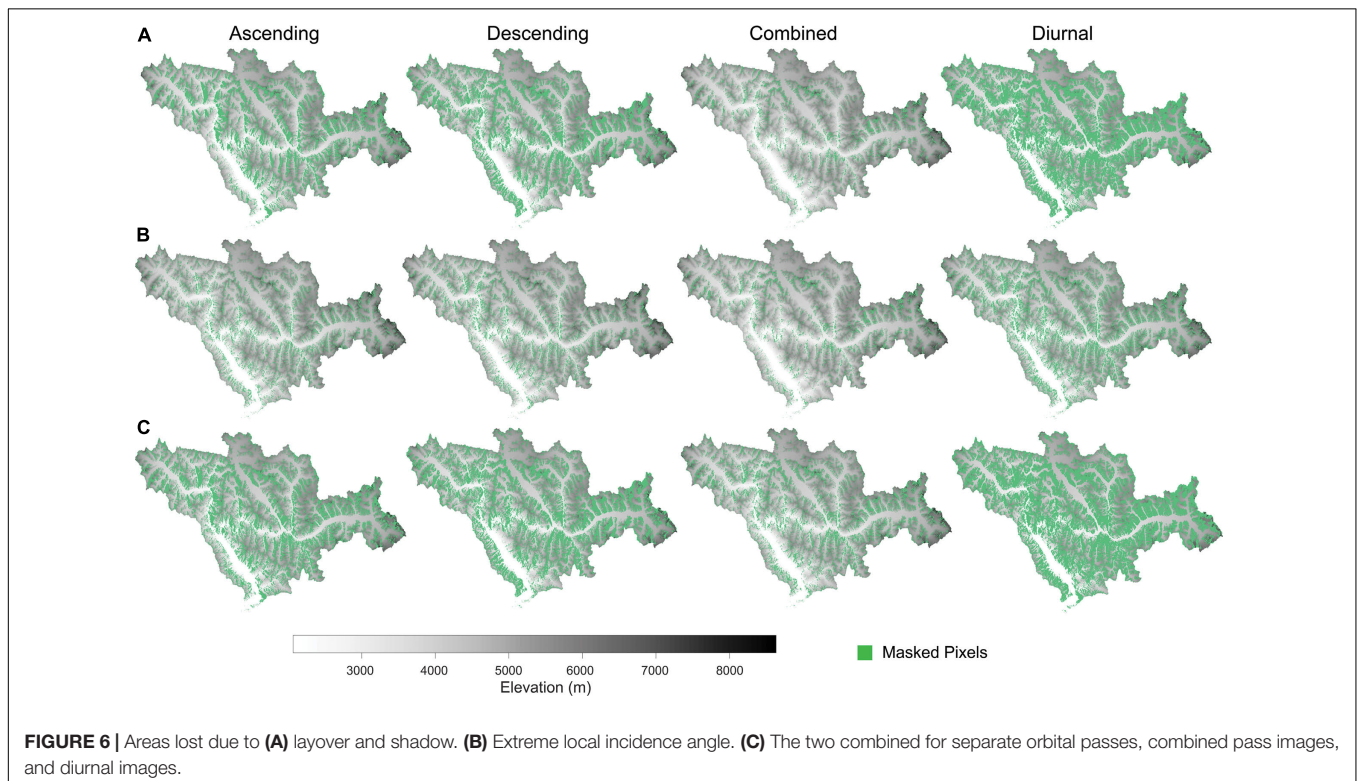 A
Ascending
Descending
Combined
Diurnal
B
C
3000
4000
5000
6000
7000
8000
Elevation (m)
Masked Pixels
FIGURE 6 | Areas lost due to (A) layover and shadow. (B) Extreme local incidence angle. (C) The two combined for separate orbital passes, combined pass images,
and diurnal images.